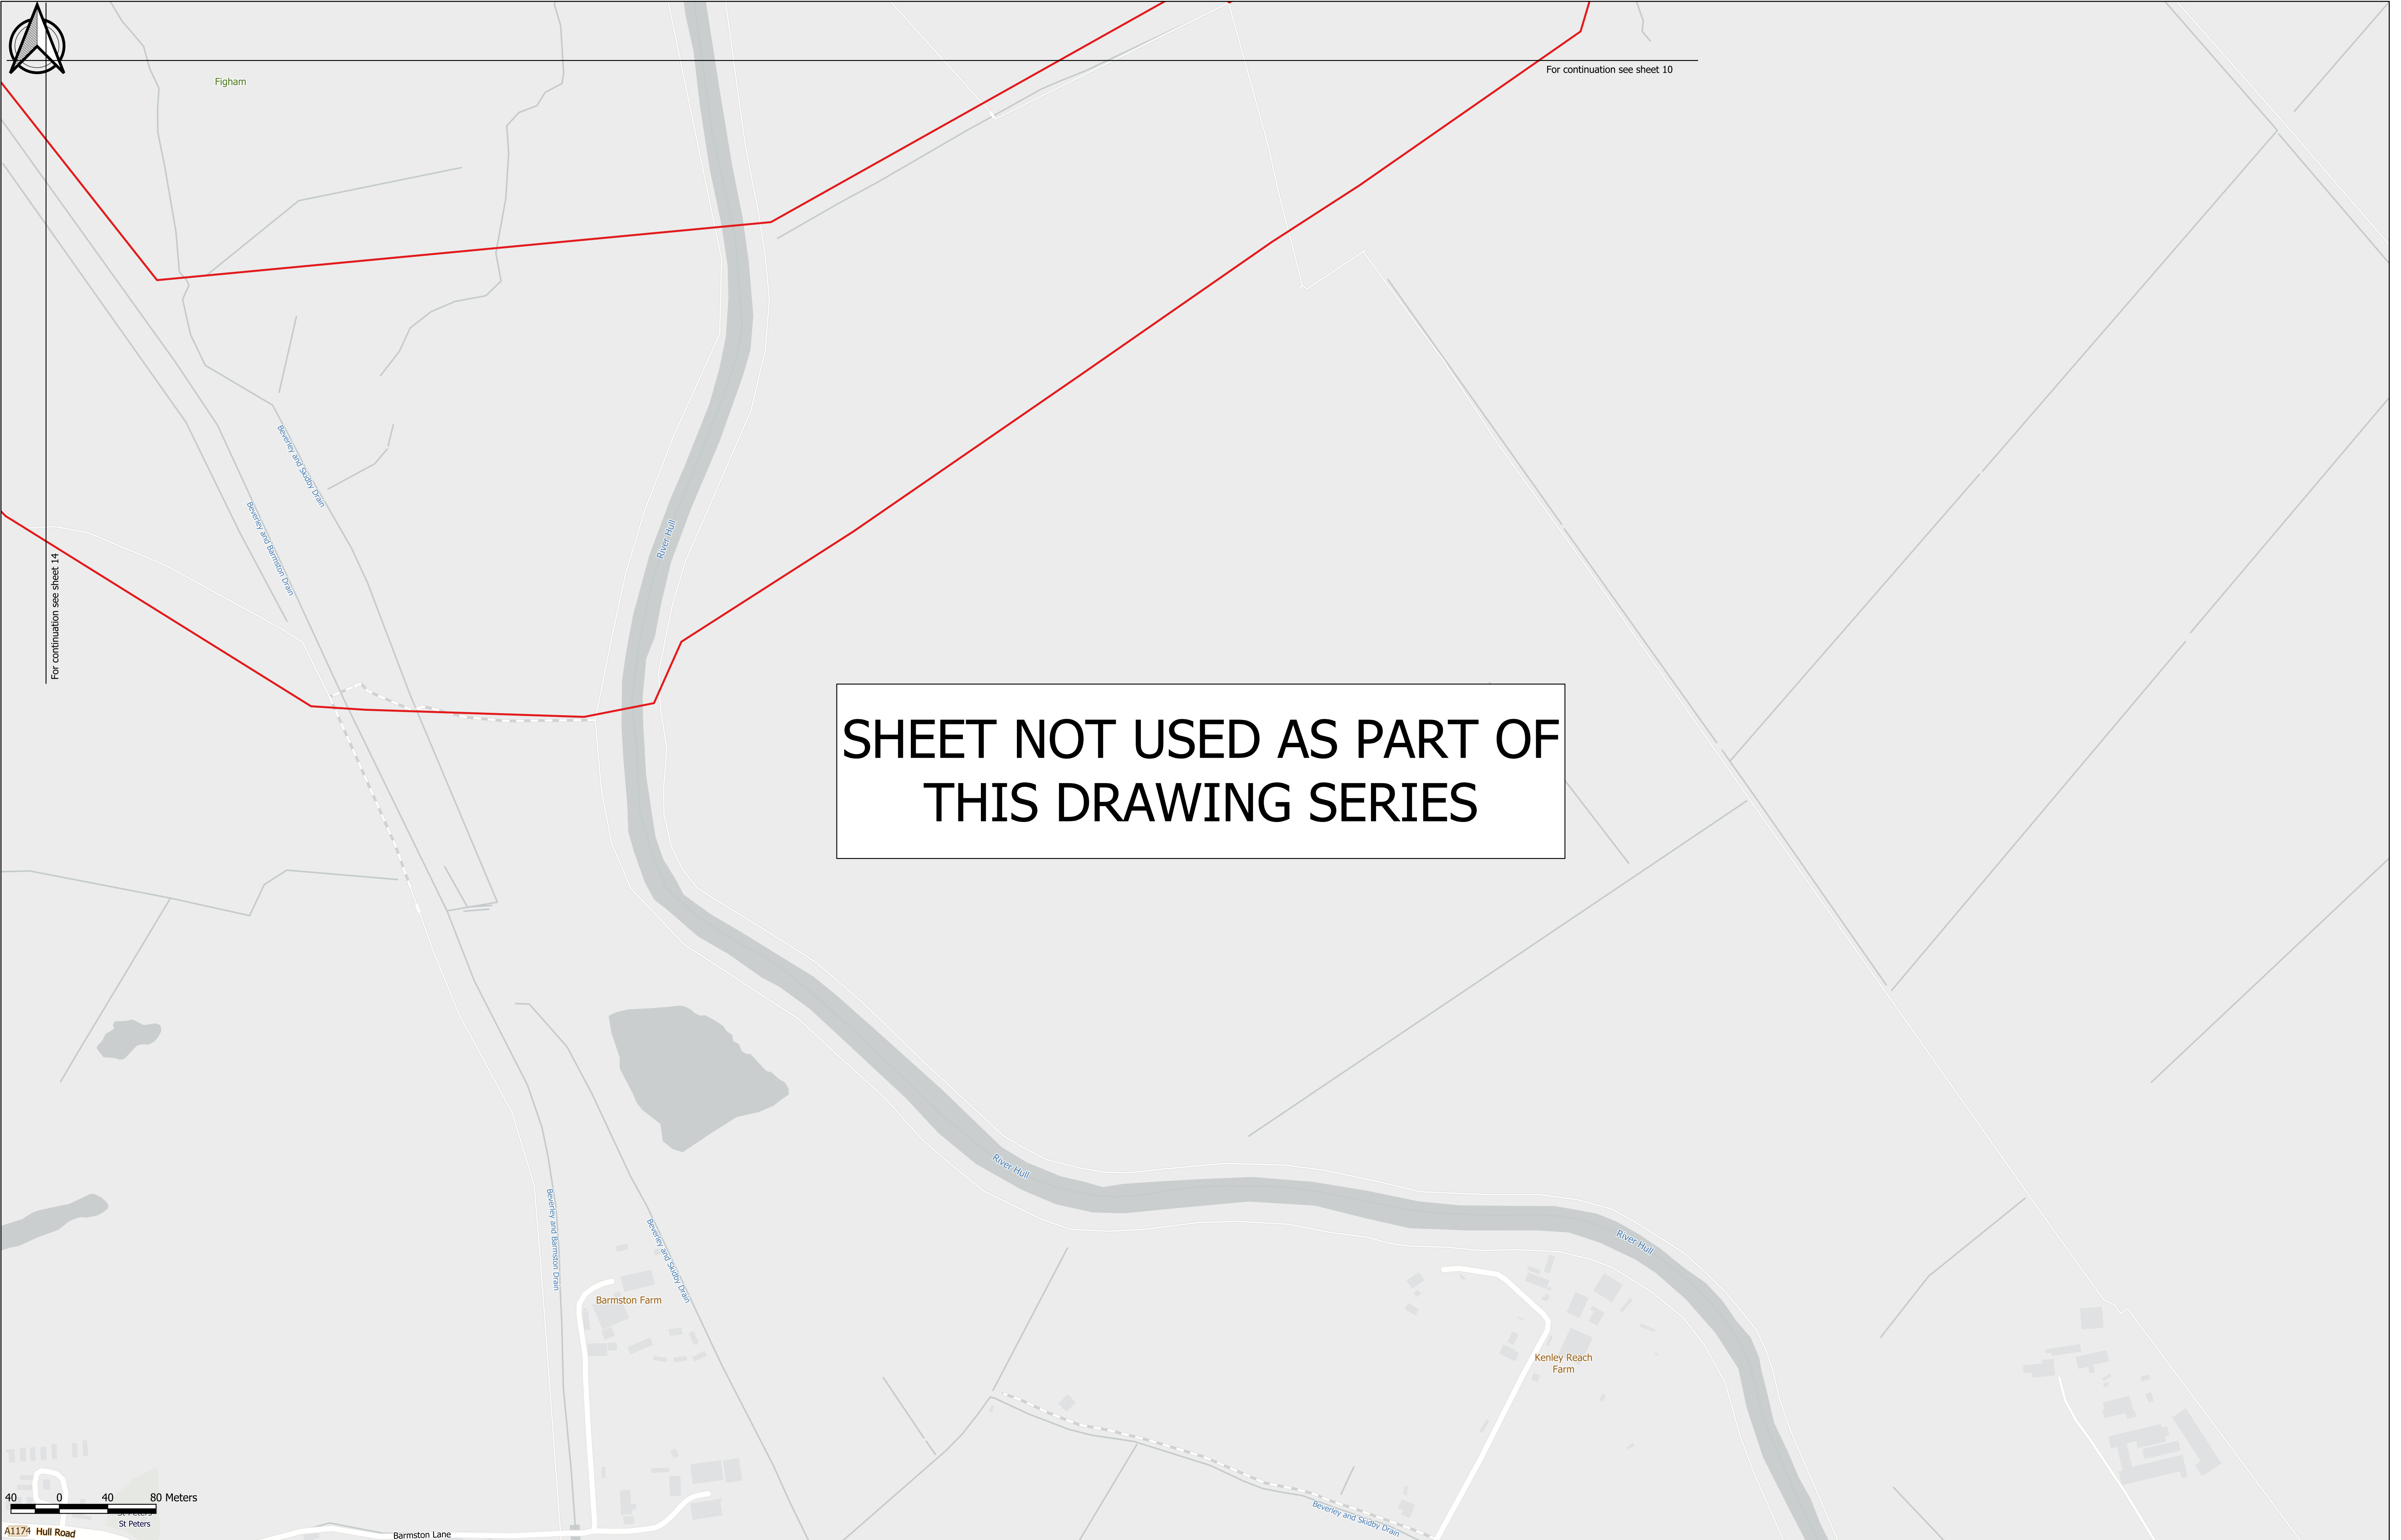 For continuation see sheet 10
Figham
Beverley and Skidby Drain
Beverley and Barmston Drain
River Hull
For continuation see sheet 14
SHEET NOT USED AS PART OF
THIS DRAWING SERIES
River Hull
Beverley and Barmston Drain
Beverley and Skidby Drain
River Hull
Barmston Farm
Kenley Reach
Farm
40 0 40 80 Meters
St Peters
St Peters
Beverley and Skidby Drain
A1174 Hull Road
Barmston Lane